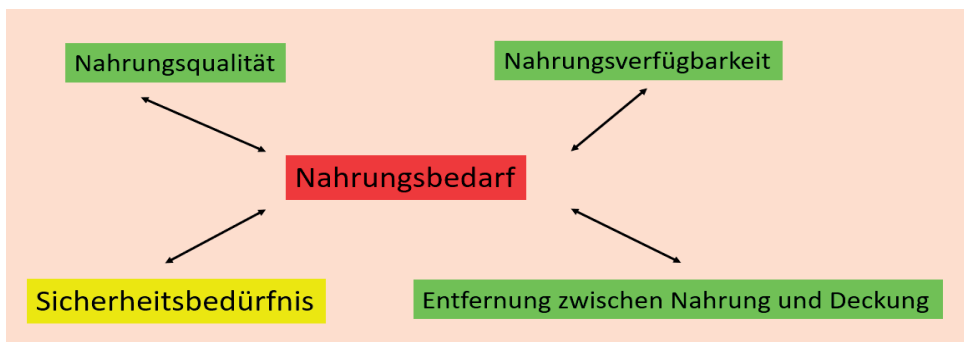 Nahrungsqualität
Nahrungsverfügbarkeit
Nahrungsbedarf
Sicherheitsbedürfnis
Entfernung zwischen Nahrung und Deckung